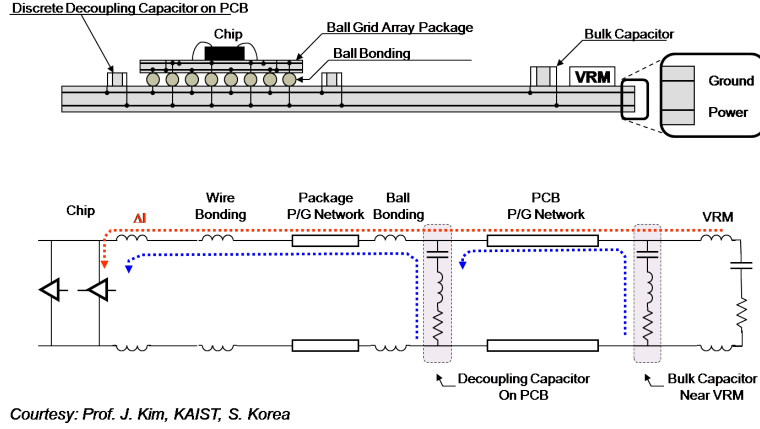 Discrete Decoupling Capacitor on PCB
Chip
Ball Grid Array Package
Ball Bonding
Bulk Capacitor
VRM
Ground
Power
Chip
ΔI
Wire
Bonding
Package
P/G Network
Ball
Bonding
PCB
P/G Network
VRM
Decoupling Capacitor
On PCB
Bulk Capacitor
Near VRM
Courtesy: Prof. J. Kim, KAIST, S. Korea